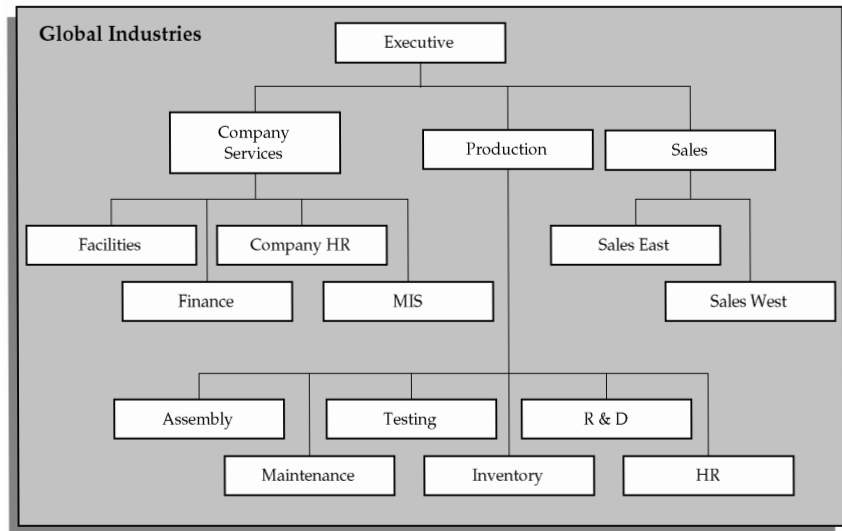 Global Industries
Executive
Company
Services
Production
Sales
Facilities
Company HR
Sales East
Finance
MIS
Sales West
Assembly
Testing
R & D
Maintenance
Inventory
HR